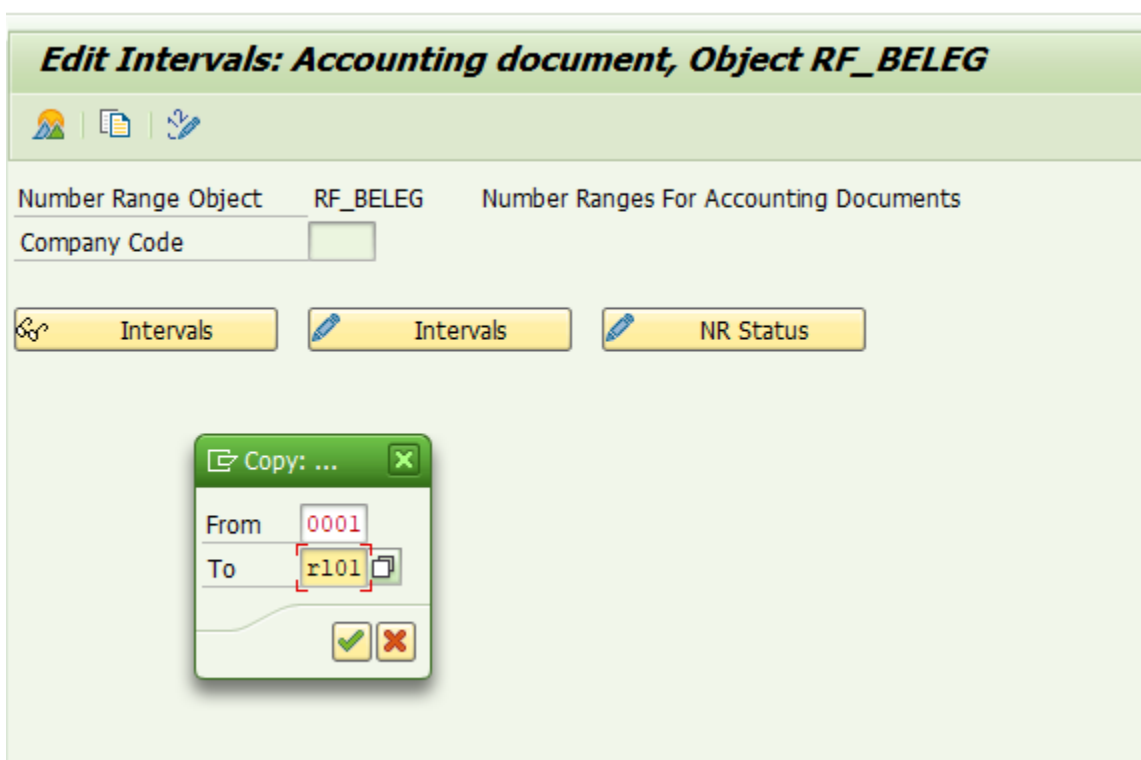 Edit Intervals: Accounting document, Object RF_BELEG
Number Range Object RF_BELEG Number Ranges For Accounting Documents
Company Code
Intervals Intervals NR Status
Copy: ...
From 0001
To rl01